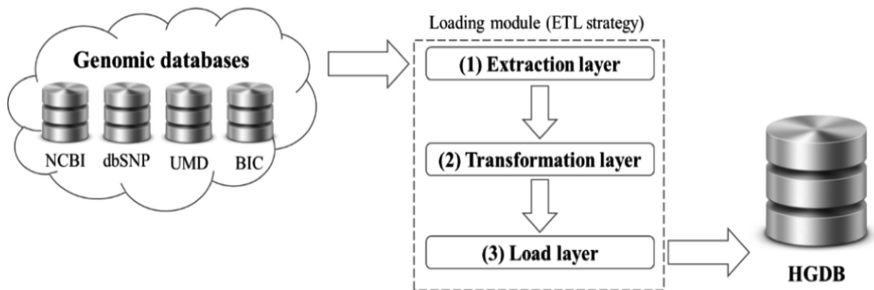 Genomic databases
NCBI dbSNP UMD BIC
Loading module (ETL strategy)
(1) Extraction layer
(2) Transformation layer
(3) Load layer
HGDB